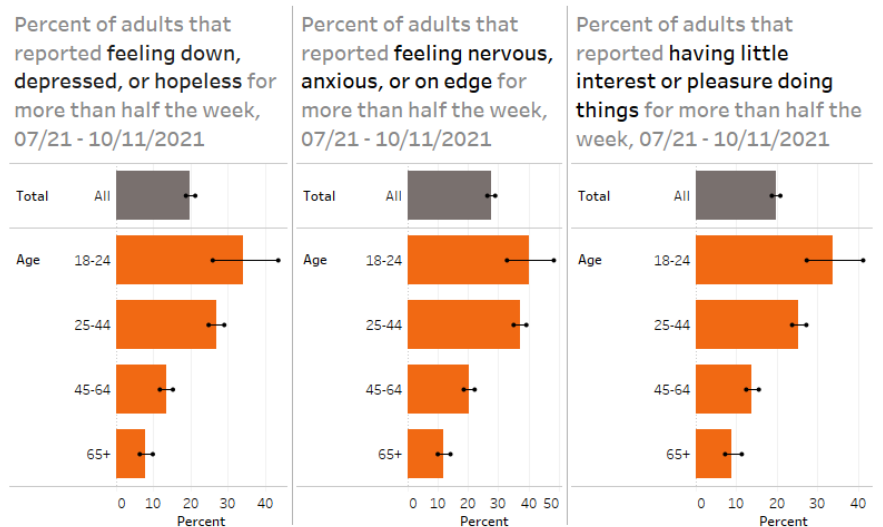 Percent of adults that
reported feeling down,
depressed, or hopeless for
more than half the week,
07/21 - 10/11/2021
Total All
Age 18-24
25-44
45-64
65+
0 10 20 30 40
Percent
Percent of adults that
reported feeling nervous,
anxious, or on edge for
more than half the week,
07/21 - 10/11/2021
Total All
Age 18-24
25-44
45-64
65+
0 10 20 30 40 50
Percent
Percent of adults that
reported having little
interest or pleasure doing
things for more than half the
week, 07/21 - 10/11/2021
Total All
Age 18-24
25-44
45-64
65+
0 10 20 30 40
Percent